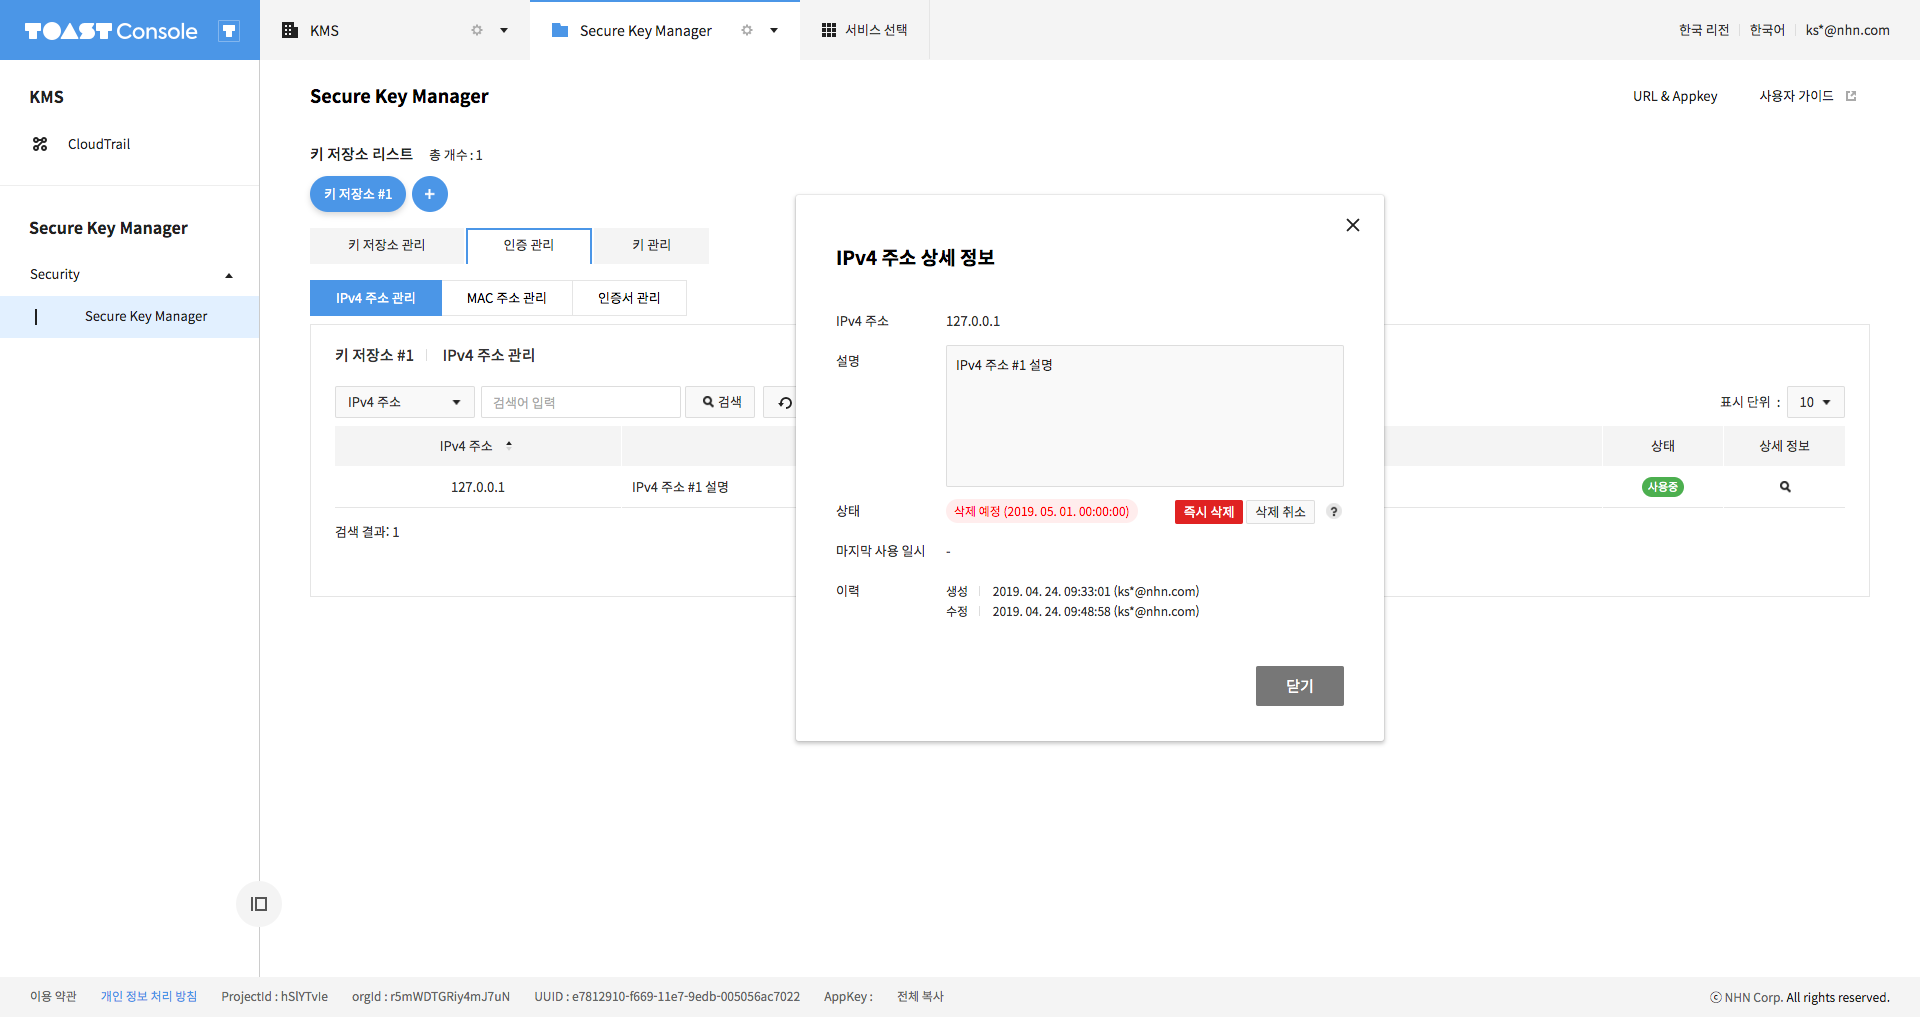 TOAST Console
KMS
Secure Key Manager
서비스 선택
한국 리전
한국어
ks*@nhn.com
KMS
CloudTrail
Secure Key Manager
Security
Secure Key Manager
Secure Key Manager
URL & Appkey
사용자 가이드
키 저장소 리스트 총 개수 : 1
키 저장소 #1 +
키 저장소 관리 인증 관리 키 관리
IPv4 주소 관리 MAC 주소 관리 인증서 관리
키 저장소 #1 IPv4 주소 관리
IPv4 주소 검색어 입력 검색
표시 단위 : 10
IPv4 주소 상태 상세 정보
127.0.0.1 IPv4 주소 #1 설명 사용중
검색 결과: 1
IPv4 주소 상세 정보
IPv4 주소 127.0.0.1
설명 IPv4 주소 #1 설명
상태 삭제 예정 (2019. 05. 01. 00:00:00) 즉시 삭제 삭제 취소 ?
마지막 사용 일시 -
이력 생성 2019. 04. 24. 09:33:01 (ks*@nhn.com)
수정 2019. 04. 24. 09:48:58 (ks*@nhn.com)
닫기
이용 약관 개인 정보 처리 방침 ProjectId : hSlYTvIe orgId : r5mWDTGRiy4mJ7uN UUID : e7812910-f669-11e7-9edb-005056ac7022 AppKey : 전체 복사
ⓒ NHN Corp. All rights reserved.